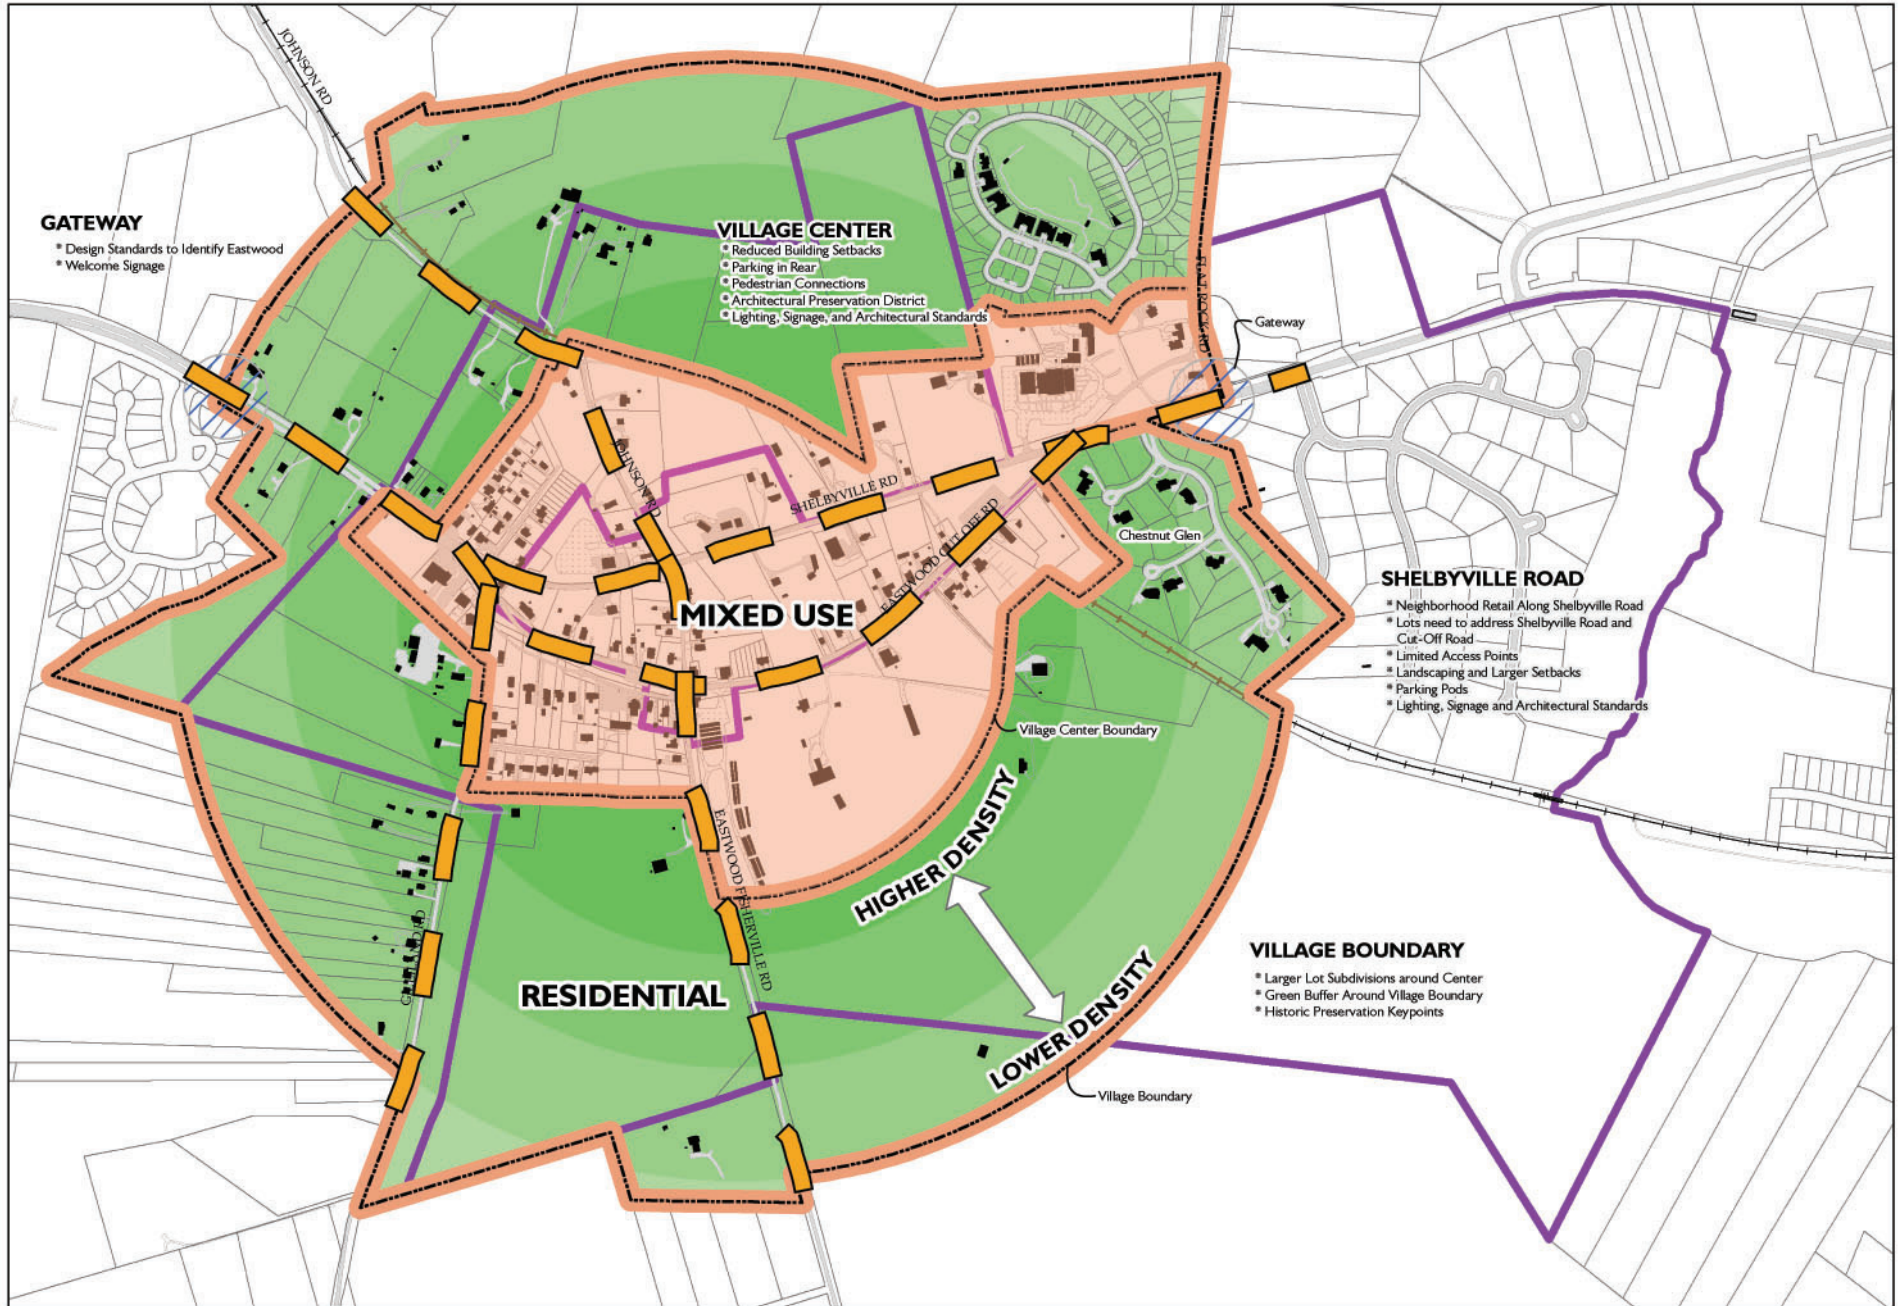 JOHNSON RD
GATEWAY
* Design Standards to Identify Eastwood
* Welcome Signage
VILLAGE CENTER
* Reduced Building Setbacks
* Parking in Rear
* Pedestrian Connections
* Architectural Preservation District
* Lighting, Signage, and Architectural Standards
FLAT ROCK RD
Gateway
JOHNSON RD
SHELBYVILLE RD
EASTWOOD CUT OFF RD
Chestnut Glen
MIXED USE
SHELBYVILLE ROAD
* Neighborhood Retail Along Shelbyville Road
* Lots need to address Shelbyville Road and
Cut-Off Road
* Limited Access Points
* Landscaping and Larger Setbacks
* Parking Pods
* Lighting, Signage and Architectural Standards
Village Center Boundary
HIGHER DENSITY
EASTWOOD FISHERVILLE RD
RESIDENTIAL
LOWER DENSITY
VILLAGE BOUNDARY
* Larger Lot Subdivisions around Center
* Green Buffer Around Village Boundary
* Historic Preservation Keypoints
Village Boundary